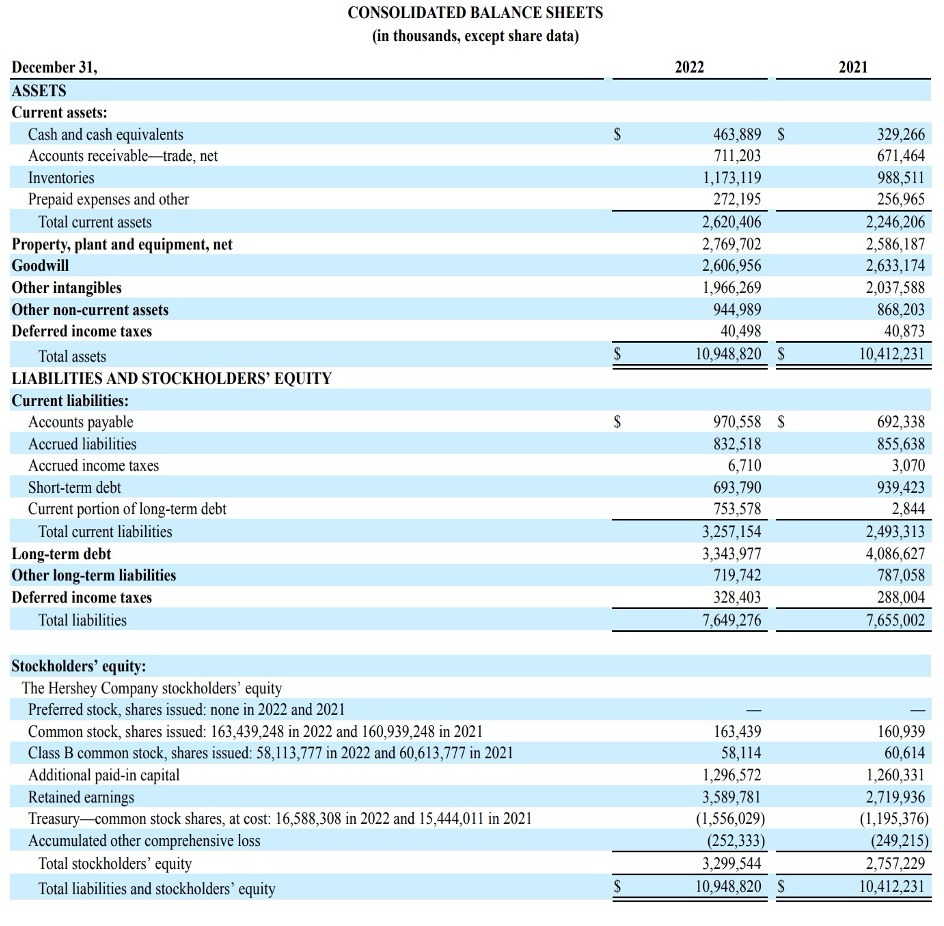 CONSOLIDATED BALANCE SHEETS
(in thousands, except share data)
December 31, 2022 2021
ASSETS
Current assets:
Cash and cash equivalents $ 463,889 $ 329,266
Accounts receivable—trade, net 711,203 671,464
Inventories 1,173,119 988,511
Prepaid expenses and other 272,195 256,965
Total current assets 2,620,406 2,246,206
Property, plant and equipment, net 2,769,702 2,586,187
Goodwill 2,606,956 2,633,174
Other intangibles 1,966,269 2,037,588
Other non-current assets 944,989 868,203
Deferred income taxes 40,498 40,873
Total assets $ 10,948,820 $ 10,412,231
LIABILITIES AND STOCKHOLDERS’ EQUITY
Current liabilities:
Accounts payable $ 970,558 $ 692,338
Accrued liabilities 832,518 855,638
Accrued income taxes 6,710 3,070
Short-term debt 693,790 939,423
Current portion of long-term debt 753,578 2,844
Total current liabilities 3,257,154 2,493,313
Long-term debt 3,343,977 4,086,627
Other long-term liabilities 719,742 787,058
Deferred income taxes 328,403 288,004
Total liabilities 7,649,276 7,655,002
Stockholders’ equity:
The Hershey Company stockholders’ equity
Preferred stock, shares issued: none in 2022 and 2021 — —
Common stock, shares issued: 163,439,248 in 2022 and 160,939,248 in 2021 163,439 160,939
Class B common stock, shares issued: 58,113,777 in 2022 and 60,613,777 in 2021 58,114 60,614
Additional paid-in capital 1,296,572 1,260,331
Retained earnings 3,589,781 2,719,936
Treasury—common stock shares, at cost: 16,588,308 in 2022 and 15,444,011 in 2021 (1,556,029) (1,195,376)
Accumulated other comprehensive loss (252,333) (249,215)
Total stockholders’ equity 3,299,544 2,757,229
Total liabilities and stockholders’ equity $ 10,948,820 $ 10,412,231